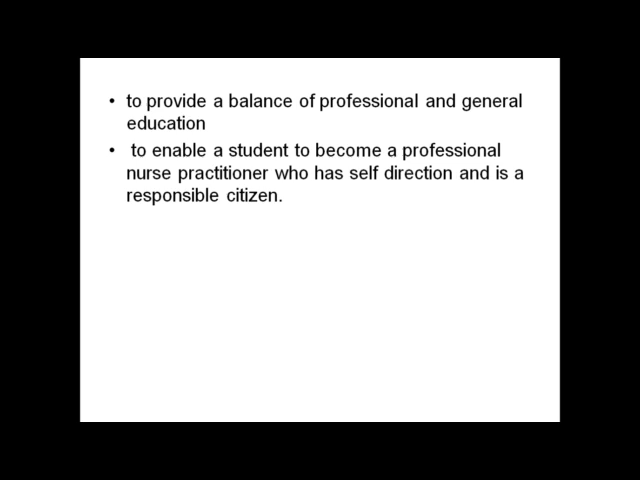 • to provide a balance of professional and general
education
• to enable a student to become a professional
nurse practitioner who has self direction and is a
responsible citizen.